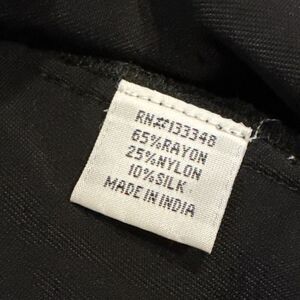 RN#133348
65%RAYON
25%NYLON
10%SILK
MADE IN INDIA